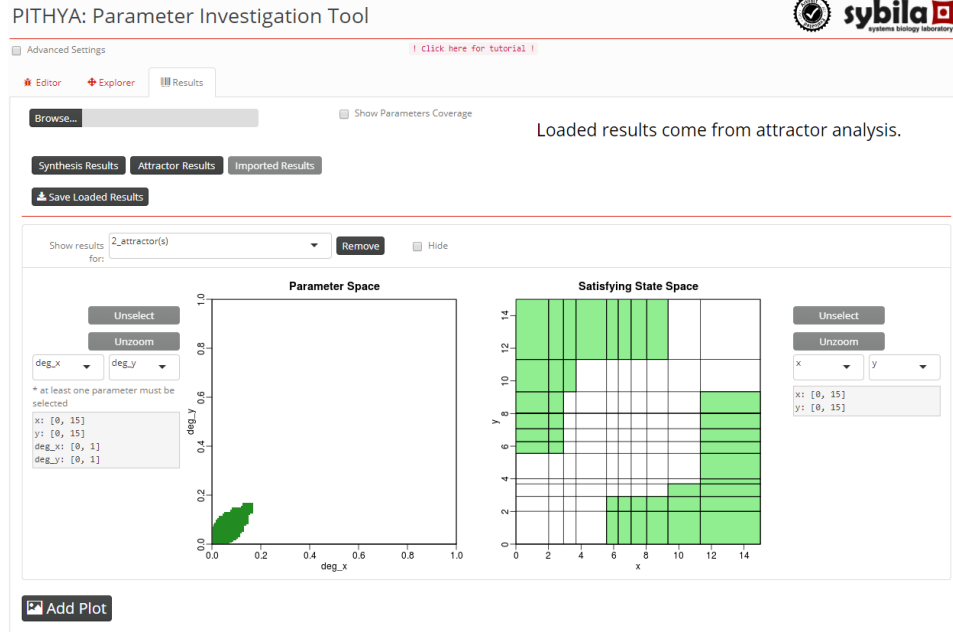 PITHYA: Parameter Investigation Tool
sybila
systems biology laboratory
Advanced Settings
! Click here for tutorial !
Editor
Explorer
Results
Browse...
Show Parameters Coverage
Loaded results come from attractor analysis.
Synthesis Results
Attractor Results
Imported Results
Save Loaded Results
Show results
for:
2_attractor(s)
Remove
Hide
Unselect
Unzoom
deg_x
deg_y
* at least one parameter must be
selected
x: [0, 15]
y: [0, 15]
deg_x: [0, 1]
deg_y: [0, 1]
Parameter Space
1.0
0.8
0.6
0.4
0.2
0.0
deg_y
0.0 0.2 0.4 0.6 0.8 1.0
deg_x
Satisfying State Space
14
12
10
8
6
4
2
0
y
0 2 4 6 8 10 12 14
x
Unselect
Unzoom
x
y
x: [0, 15]
y: [0, 15]
Add Plot